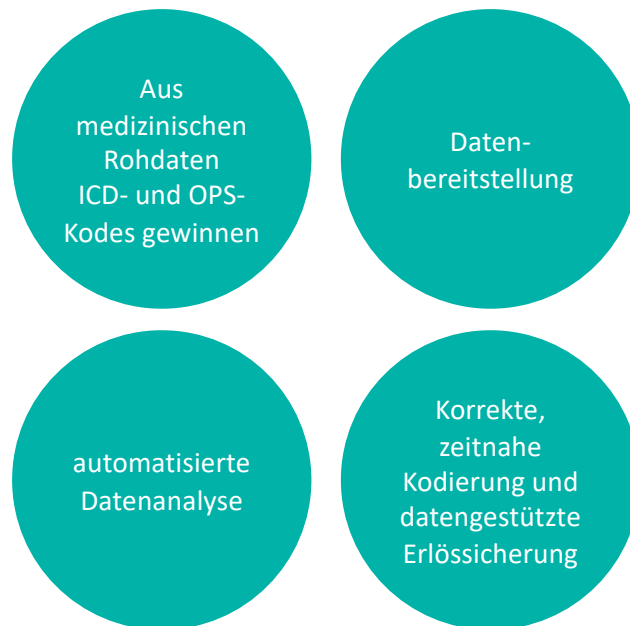 Aus
medizinischen
Rohdaten
ICD- und OPS-
Kodes gewinnen
Daten-
bereitstellung
automatisierte
Datenanalyse
Korrekte,
zeitnahe
Kodierung und
datengestützte
Erlössicherung